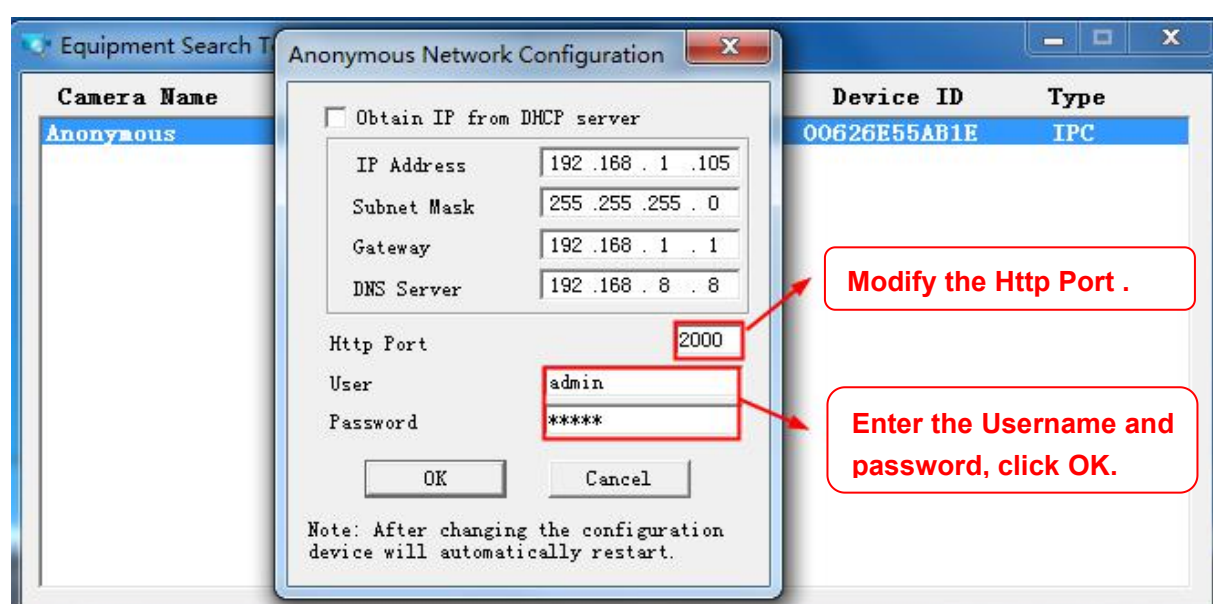 Equipment Search T
Anonymous Network Configuration
Camera Name
Device ID
Type
Anonymous
00626E55AB1E
IPC
Obtain IP from DHCP server
IP Address
192 .168 . 1 .105
Subnet Mask
255 .255 .255 . 0
Gateway
192 .168 . 1 . 1
DNS Server
192 .168 . 8 . 8
Modify the Http Port .
Http Port
2000
User
admin
Password
*****
Enter the Username and
password, click OK.
OK
Cancel
Note: After changing the configuration
device will automatically restart.